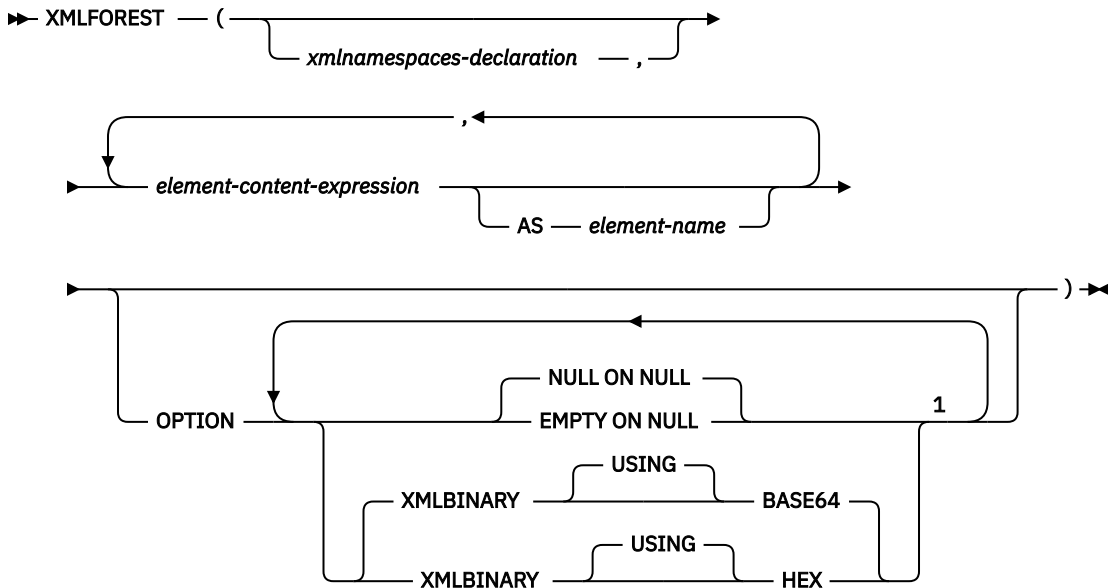 XMLFOREST (
xmlnamespaces-declaration ,
,
element-content-expression
AS element-name
)
NULL ON NULL
1
OPTION EMPTY ON NULL
USING
XMLBINARY BASE64
USING
XMLBINARY HEX